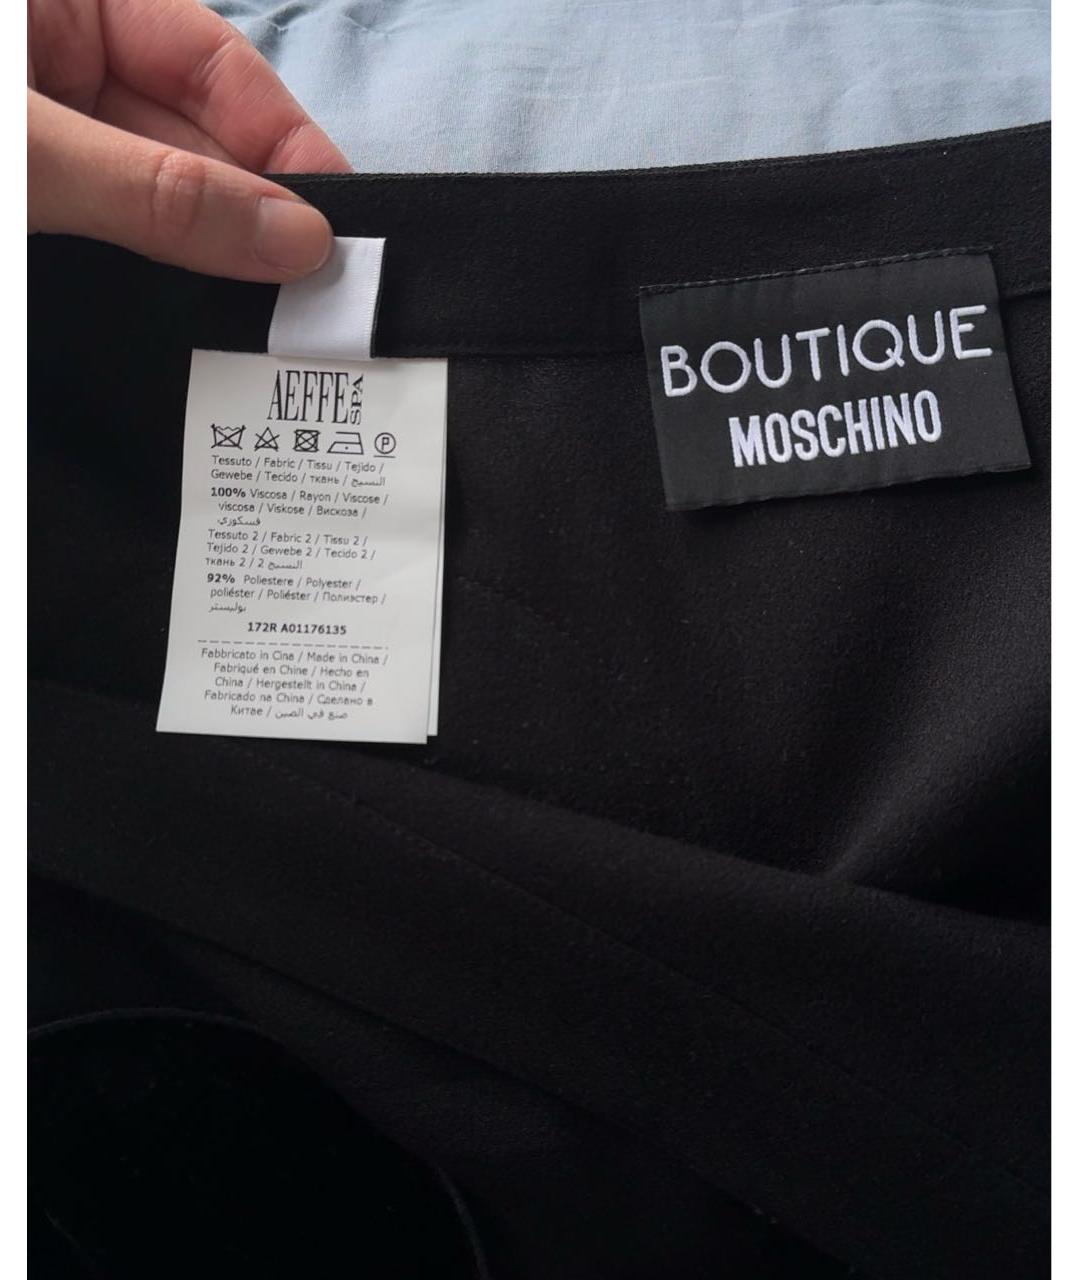 AEFFE SPA
P
Tessuto / Fabric / Tissu / Tejido /
Gewebe / Tecido / ткань / النسيج
100% Viscosa / Rayon / Viscose /
viscosa / Viskose / Вискоза /
فسكوزي
Tessuto 2 / Fabric 2 / Tissu 2 /
Tejido 2 / Gewebe 2 / Tecido 2 /
ткань 2 / 2 النسيج
92% Poliestere / Polyester /
poliéster / Poliéster / Полиэстер /
بوليستر
172R A01176135
Fabbricato in Cina / Made in China /
Fabriqué en Chine / Hecho en
China / Hergestellt in China /
Fabricado na China / Сделано в
Китае / صنع في الصين
BOUTIQUE
MOSCHINO